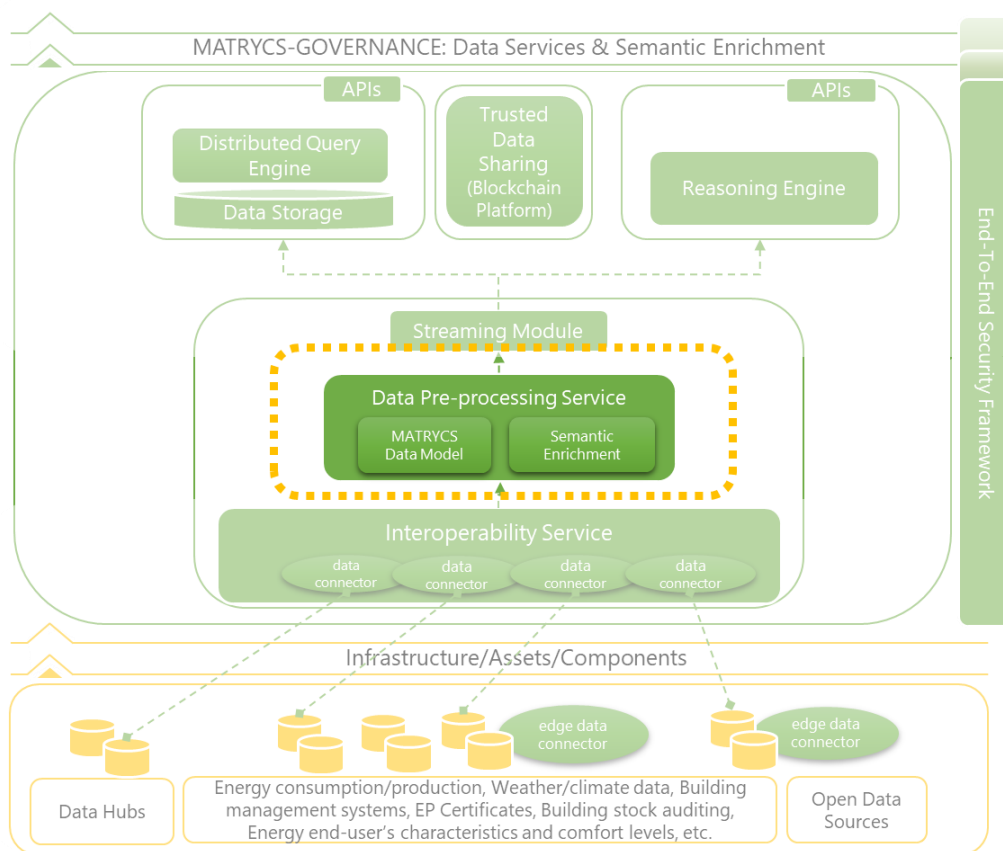 MATRYCS-GOVERNANCE: Data Services & Semantic Enrichment
APIs
Distributed Query
Engine
Data Storage
Trusted
Data
Sharing
(Blockchain
Platform)
APIs
Reasoning Engine
End-To-End Security Framework
Streaming Module
Data Pre-processing Service
MATRYCS
Data Model
Semantic
Enrichment
Interoperability Service
data
connector
data
connector
data
connector
data
connector
Infrastructure/Assets/Components
edge data
connector
edge data
connector
Data Hubs
Energy consumption/production, Weather/climate data, Building
management systems, EP Certificates, Building stock auditing,
Energy end-user's characteristics and comfort levels, etc.
Open Data
Sources